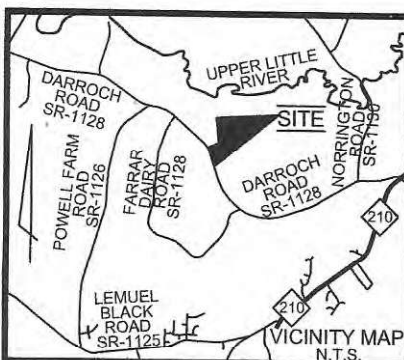 UPPER LITTLE
RIVER
DARROCH
ROAD
SR-1128
SITE
NORRINGTON
ROAD
SR-1130
POWELL FARM
ROAD
SR-1126
FARRAR
DAIRY
ROAD
SR-1128
DARROCH
ROAD
SR-1128
210
LEMUEL
BLACK
ROAD
SR-1125
210
VICINITY MAP
N.T.S.